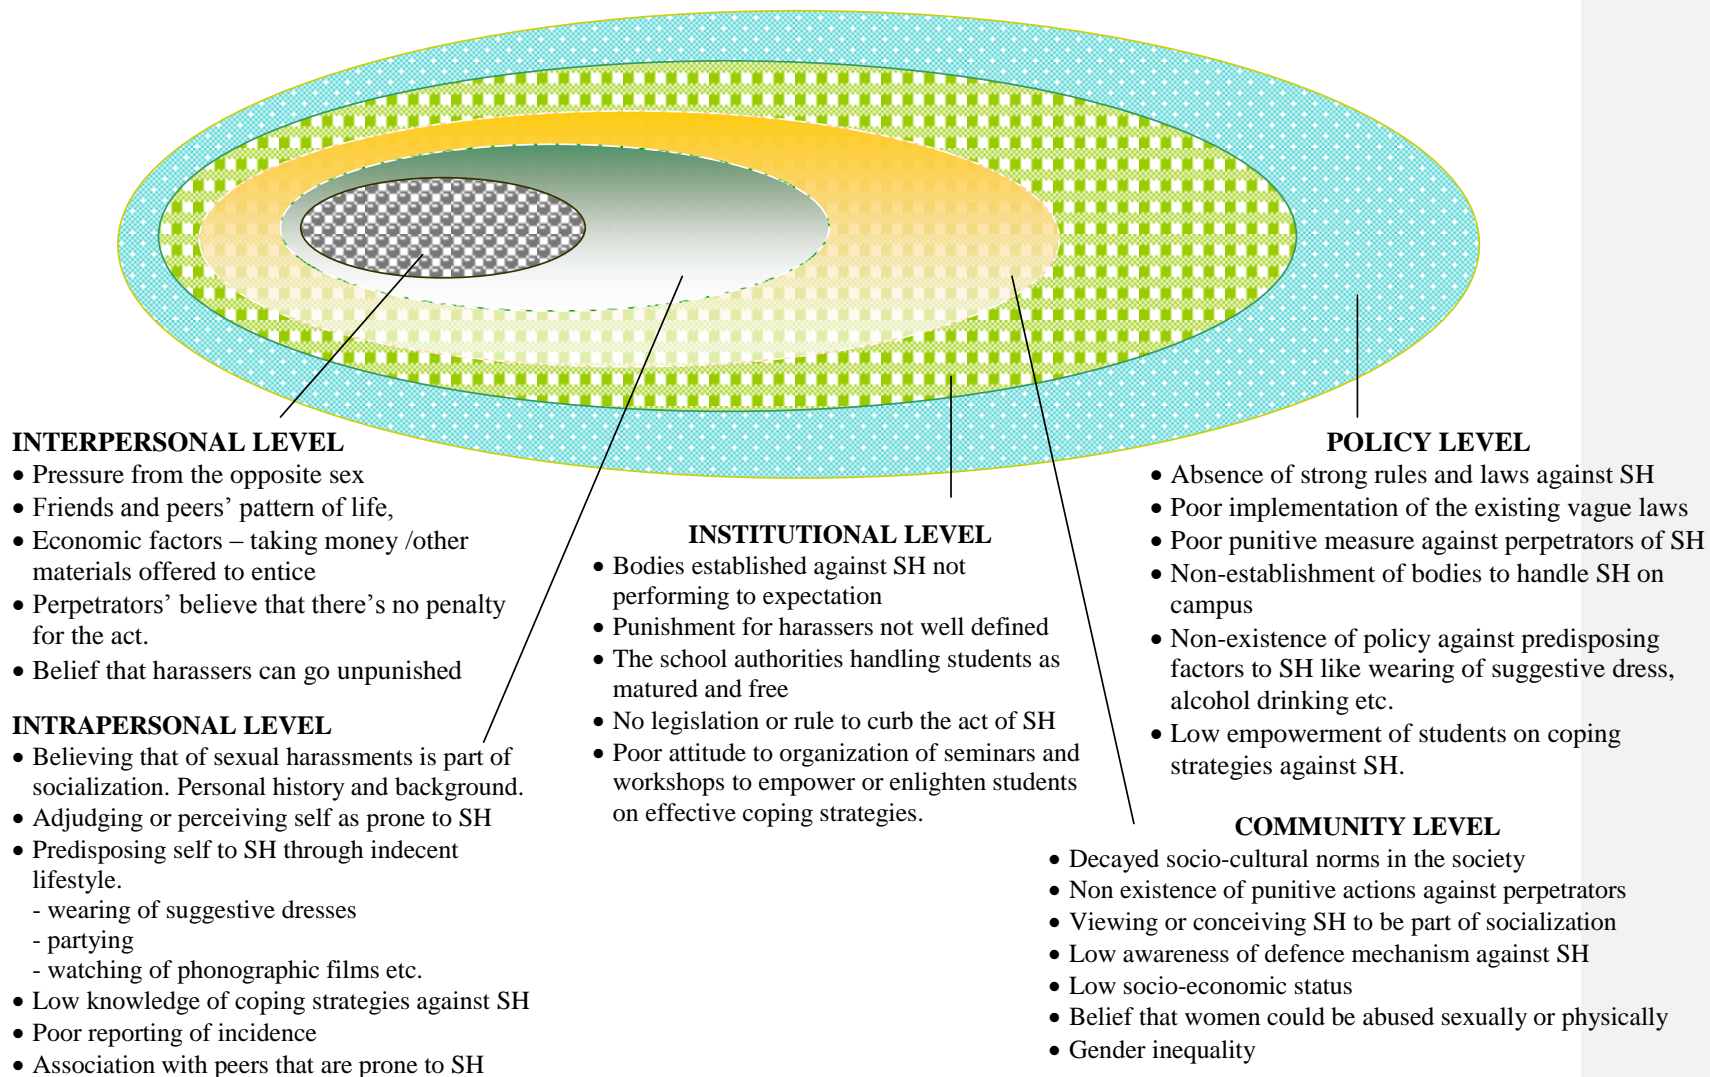 INTERPERSONAL LEVEL
• Pressure from the opposite sex
• Friends and peers’ pattern of life,
• Economic factors – taking money /other
materials offered to entice
• Perpetrators’ believe that there’s no penalty
for the act.
• Belief that harassers can go unpunished
INTRAPERSONAL LEVEL
• Believing that of sexual harassments is part of
socialization. Personal history and background.
• Adjudging or perceiving self as prone to SH
• Predisposing self to SH through indecent
lifestyle.
- wearing of suggestive dresses
- partying
- watching of phonographic films etc.
• Low knowledge of coping strategies against SH
• Poor reporting of incidence
• Association with peers that are prone to SH
INSTITUTIONAL LEVEL
• Bodies established against SH not
performing to expectation
• Punishment for harassers not well defined
• The school authorities handling students as
matured and free
• No legislation or rule to curb the act of SH
• Poor attitude to organization of seminars and
workshops to empower or enlighten students
on effective coping strategies.
POLICY LEVEL
• Absence of strong rules and laws against SH
• Poor implementation of the existing vague laws
• Poor punitive measure against perpetrators of SH
• Non-establishment of bodies to handle SH on
campus
• Non-existence of policy against predisposing
factors to SH like wearing of suggestive dress,
alcohol drinking etc.
• Low empowerment of students on coping
strategies against SH.
COMMUNITY LEVEL
• Decayed socio-cultural norms in the society
• Non existence of punitive actions against perpetrators
• Viewing or conceiving SH to be part of socialization
• Low awareness of defence mechanism against SH
• Low socio-economic status
• Belief that women could be abused sexually or physically
• Gender inequality